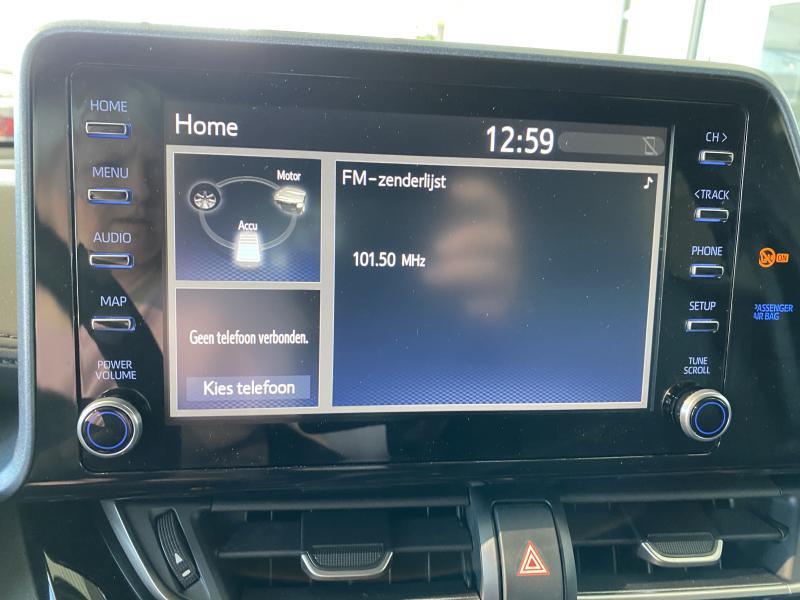 HOME
MENU
AUDIO
MAP
POWER
VOLUME
Home
12:59
Motor
Accu
Geen telefoon verbonden.
Kies telefoon
FM-zenderlijst
101.50 MHz
CH >
< TRACK
PHONE
SETUP
TUNE
SCROLL
ON
PASSENGER
AIR BAG